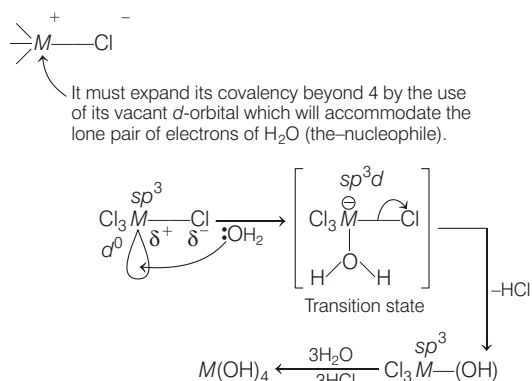 + –
M—Cl
It must expand its covalency beyond 4 by the use
of its vacant d-orbital which will accommodate the
lone pair of electrons of H₂O (the–nucleophile).
sp³ sp³d
Cl₃M—Cl :OH₂ Cl₃M—Cl
d⁰ δ⁺ δ⁻ ⊖
O
H H
Transition state
–HCl
sp³
M(OH)₄ 3H₂O Cl₃M—(OH)
3HCl